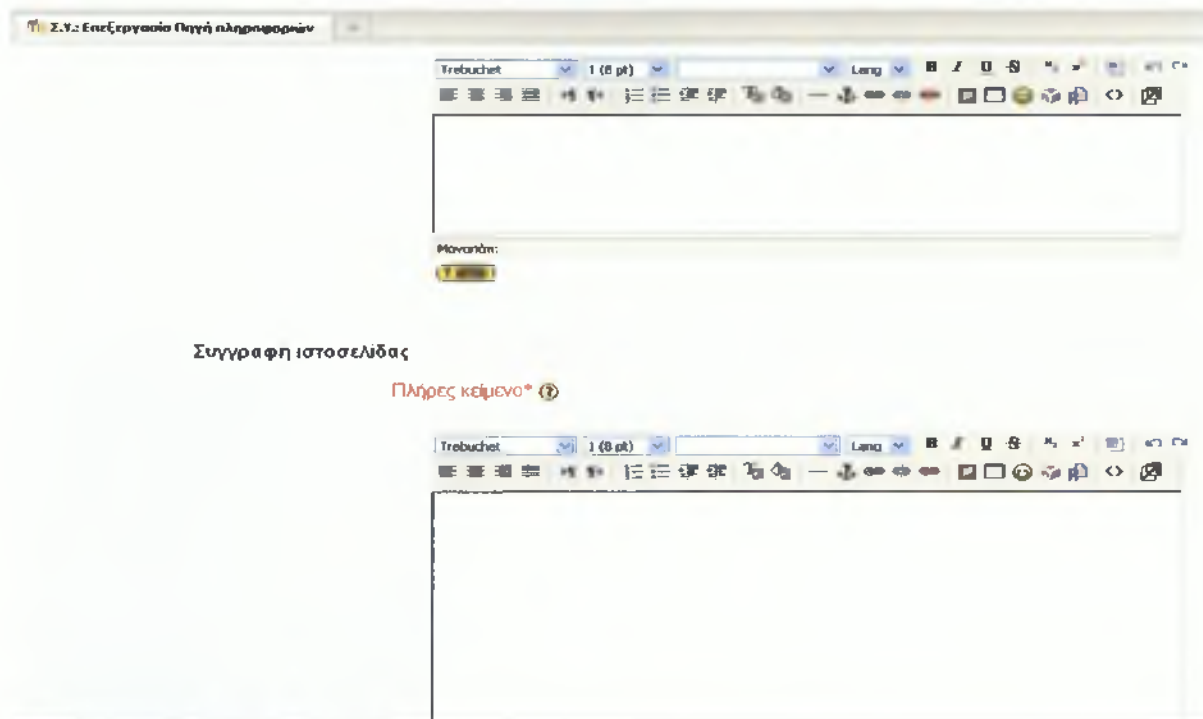 Σ.Υ.: Επεξεργασία Πηγή πληροφοριών
Trebuchet 1 (8 pt) Lang B I U S
Μονοπάτι:
Συγγραφη ιστοσελίδας
Πλήρες κείμενο* (?)
Trebuchet 1 (8 pt) Lang B I U S